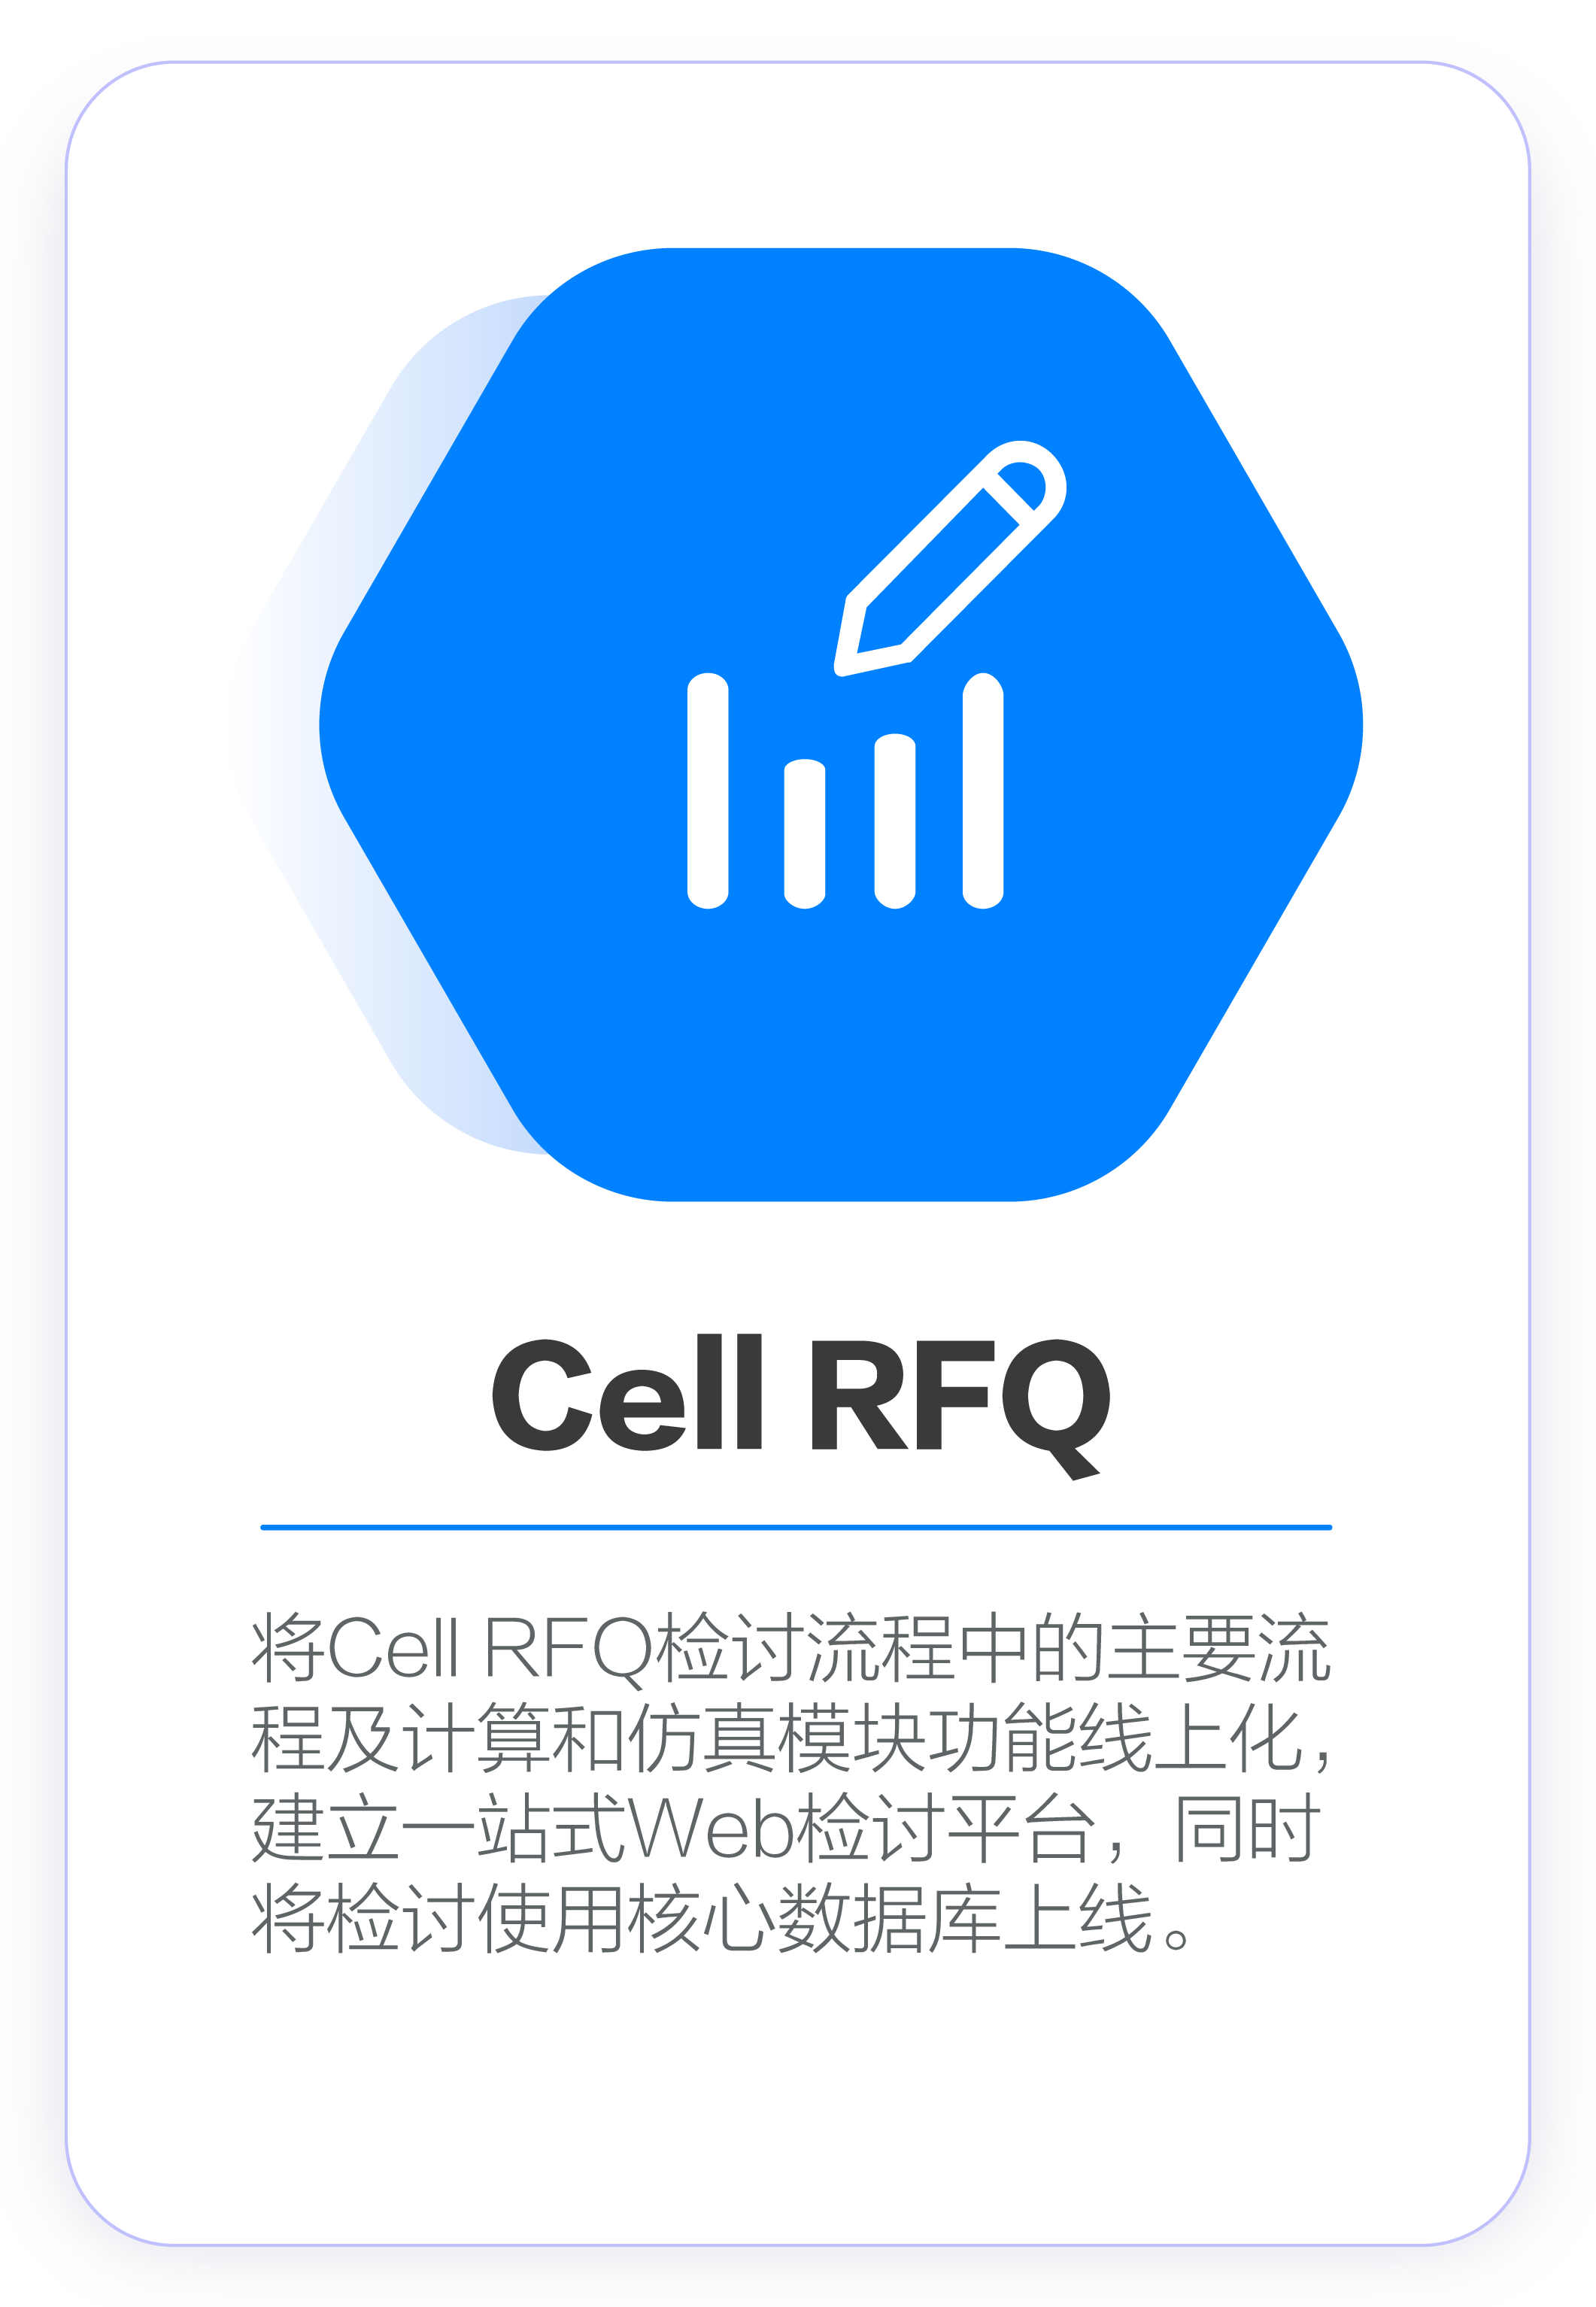 Cell RFQ
将Cell RFQ检讨流程中的主要流
程及计算和仿真模块功能线上化，
建立一站式Web检讨平台，同时
将检讨使用核心数据库上线。